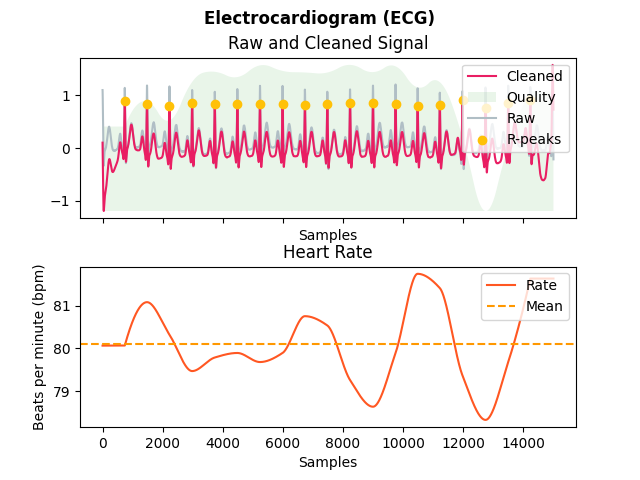 Electrocardiogram (ECG)
Raw and Cleaned Signal
Cleaned
Quality
Raw
R-peaks
1
0
−1
Samples
Heart Rate
Rate
Mean
Beats per minute (bpm)
81
80
79
0 2000 4000 6000 8000 10000 12000 14000
Samples